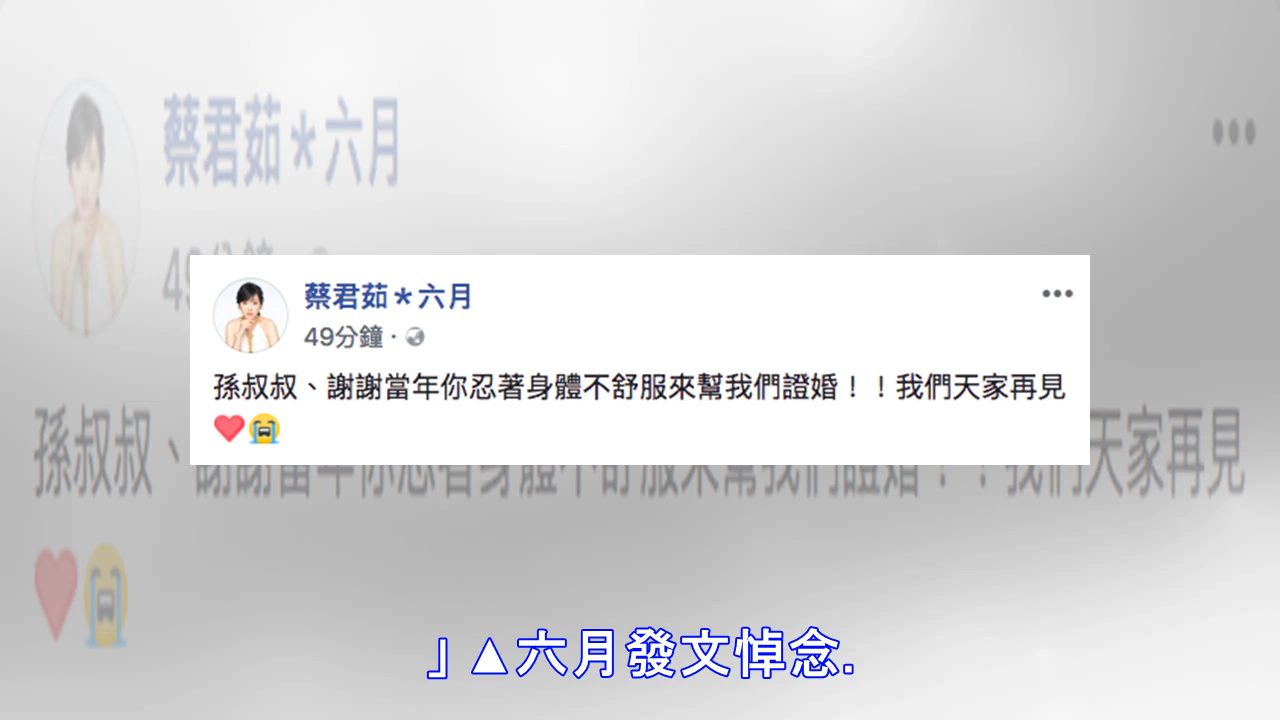 蔡君茹＊六月
49分鐘 ·
孫叔叔、謝謝當年你忍著身體不舒服來幫我們證婚！！我們天家再見
❤️😭
」▲六月發文悼念.